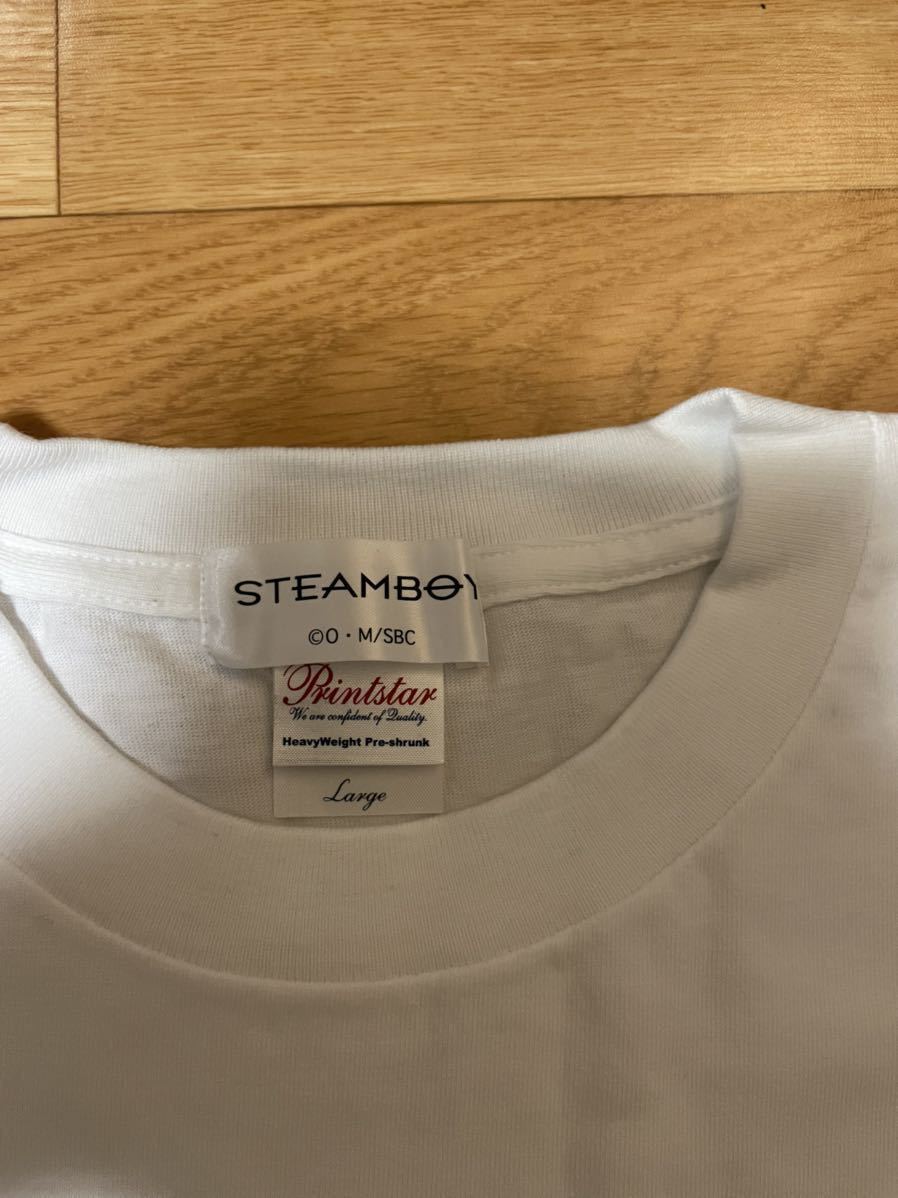 STEAMBOY
©O・M/SBC
Printstar
We are confident of Quality.
HeavyWeight Pre-shrunk
Large